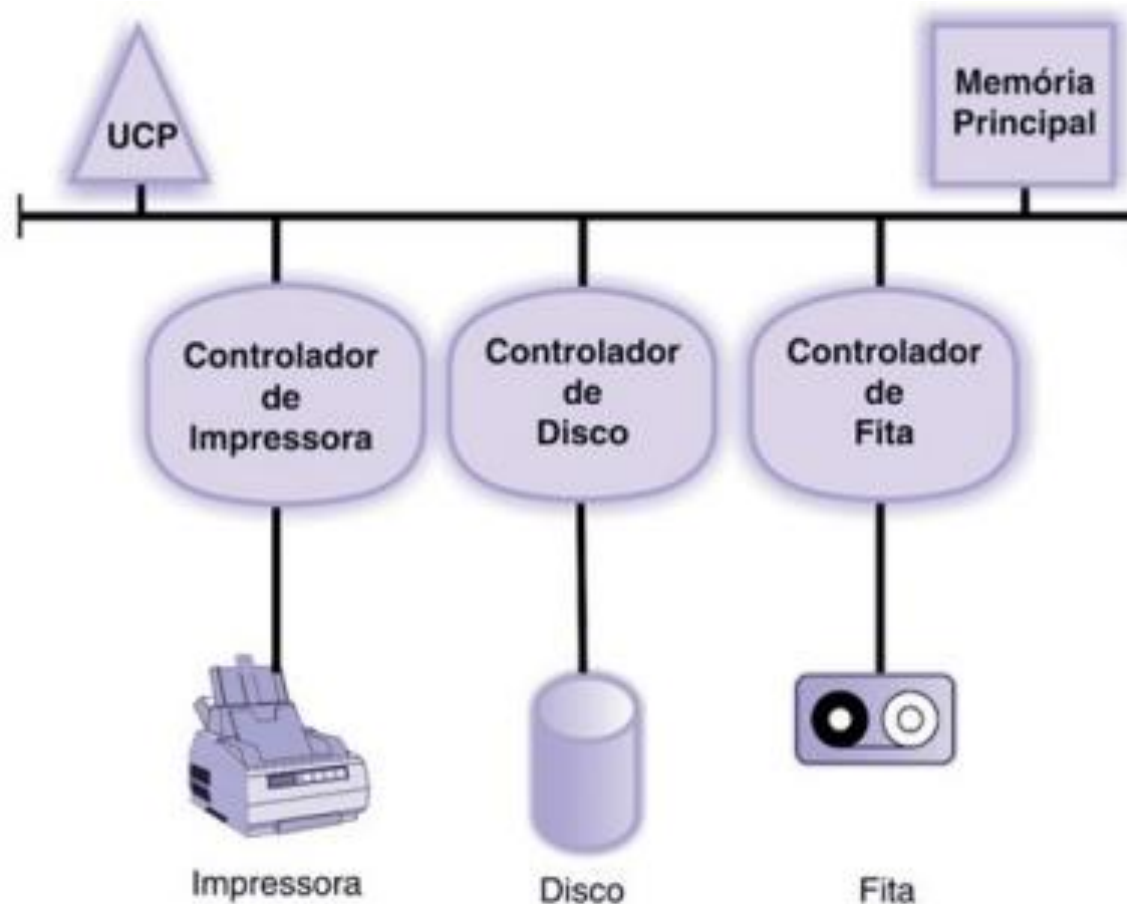 UCP
Memória
Principal
Controlador
de
Impressora
Controlador
de
Disco
Controlador
de
Fita
Impressora
Disco
Fita